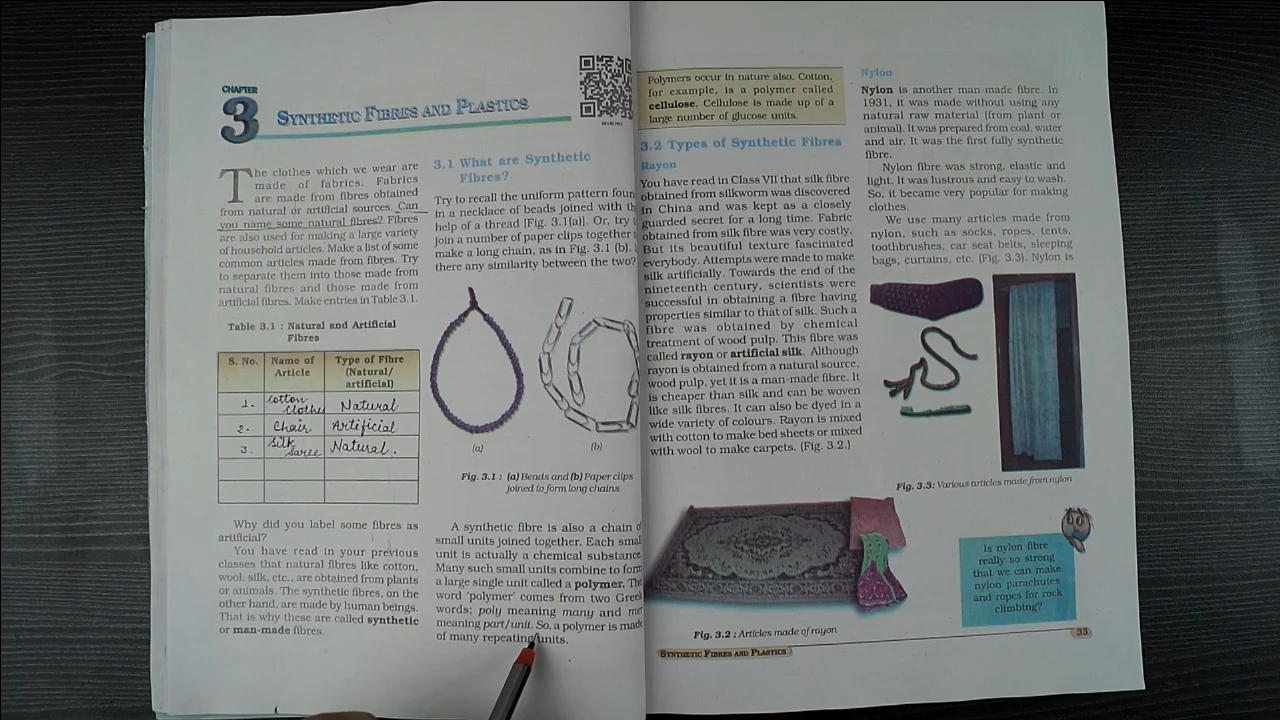 CHAPTER
3
SYNTHETIC FIBRES AND PLASTICS
The clothes which we wear are
made of fabrics. Fabrics
are made from fibres obtained
from natural or artificial sources. Can
you name some natural fibres? Fibres
are also used for making a large variety
of household articles. Make a list of some
common articles made from fibres. Try
to separate them into those made from
natural fibres and those made from
artificial fibres. Make entries in Table 3.1.
Table 3.1 : Natural and Artificial
Fibres
S. No. Name of Article Type of Fibre (Natural/ artificial)
1. Cotton Clothe Natural
2. Chair Artificial
3. Silk Saree Natural.
Why did you label some fibres as
artificial?
You have read in your previous
classes that natural fibres like cotton,
wool, silk, etc., are obtained from plants
or animals. The synthetic fibres, on the
other hand, are made by human beings.
That is why these are called synthetic
or man-made fibres.
3.1 What are Synthetic
Fibres?
Try to recall the uniform pattern foun
in a necklace of beads joined with th
help of a thread [Fig. 3.1(a)]. Or, try t
join a number of paper clips together
make a long chain, as in Fig. 3.1 (b).
there any similarity between the two?
(a)
(b)
Fig. 3.1 : (a) Beads and (b) Paper clips
joined to form long chains
A synthetic fibre is also a chain o
small units joined together. Each smal
unit is actually a chemical substance.
Many such small units combine to form
a large single unit called a polymer. The
word 'polymer' comes from two Greek
words; poly meaning many and mer
meaning part/unit. So, a polymer is made
of many repeating units.
Polymers occur in nature also. Cotton,
for example, is a polymer called
cellulose. Cellulose is made up of a
large number of glucose units.
3.2 Types of Synthetic Fibres
Rayon
You have read in Class VII that silk fibre
obtained from silkworm was discovered
in China and was kept as a closely
guarded secret for a long time. Fabric
obtained from silk fibre was very costly.
But its beautiful texture fascinated
everybody. Attempts were made to make
silk artificially. Towards the end of the
nineteenth century, scientists were
successful in obtaining a fibre having
properties similar to that of silk. Such a
fibre was obtained by chemical
treatment of wood pulp. This fibre was
called rayon or artificial silk. Although
rayon is obtained from a natural source,
wood pulp, yet it is a man-made fibre. It
is cheaper than silk and can be woven
like silk fibres. It can also be dyed in a
wide variety of colours. Rayon is mixed
with cotton to make bed sheets or mixed
with wool to make carpets. (Fig. 3.2.)
Fig. 3.2 : Articles made of rayon
SYNTHETIC FIBRES AND PLASTICS
Nylon
Nylon is another man-made fibre. In
1931, it was made without using any
natural raw material (from plant or
animal). It was prepared from coal, water
and air. It was the first fully synthetic
fibre.
Nylon fibre was strong, elastic and
light. It was lustrous and easy to wash.
So, it became very popular for making
clothes.
We use many articles made from
nylon, such as socks, ropes, tents,
toothbrushes, car seat belts, sleeping
bags, curtains, etc. (Fig. 3.3). Nylon is
Fig. 3.3: Various articles made from nylon
Is nylon fibre
really so strong
that we can make
nylon parachutes
and ropes for rock
climbing?
33